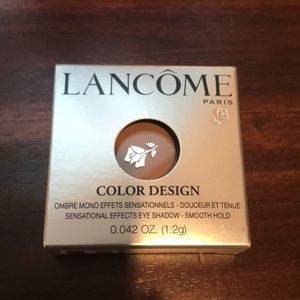 LANCÔME
PARIS
COLOR DESIGN
OMBRE MONO EFFETS SENSATIONNELS - DOUCEUR ET TENUE
SENSATIONAL EFFECTS EYE SHADOW - SMOOTH HOLD
0.042 OZ. (1.2g)